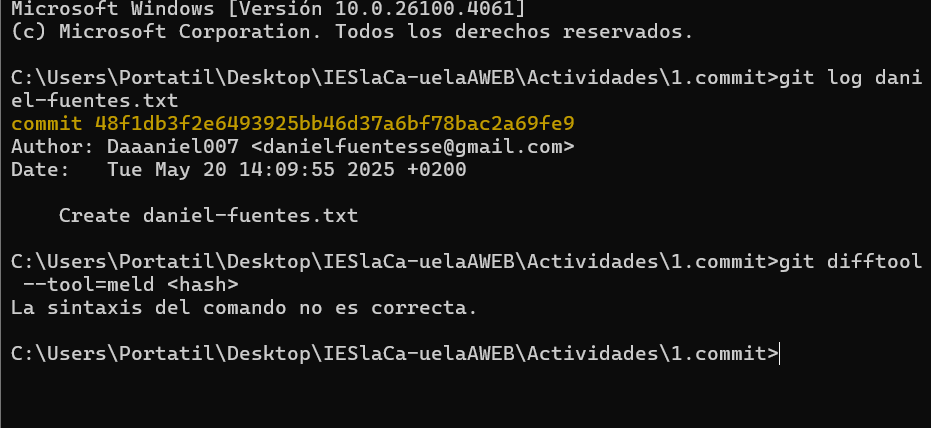 Microsoft Windows [Versión 10.0.26100.4061]
(c) Microsoft Corporation. Todos los derechos reservados.
C:\Users\Portatil\Desktop\IESlaCa-uelaAWEB\Actividades\1.commit>git log dani
el-fuentes.txt
commit 48f1db3f2e6493925bb46d37a6bf78bac2a69fe9
Author: Daaaniel007 <danielfuentesse@gmail.com>
Date:   Tue May 20 14:09:55 2025 +0200
    Create daniel-fuentes.txt
C:\Users\Portatil\Desktop\IESlaCa-uelaAWEB\Actividades\1.commit>git difftool
 --tool=meld <hash>
La sintaxis del comando no es correcta.
C:\Users\Portatil\Desktop\IESlaCa-uelaAWEB\Actividades\1.commit>